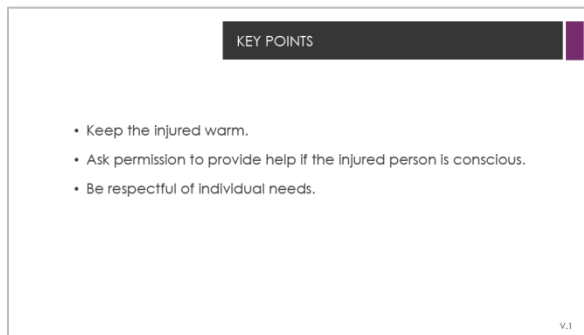 KEY POINTS
• Keep the injured warm.
• Ask permission to provide help if the injured person is conscious.
• Be respectful of individual needs.
V.1